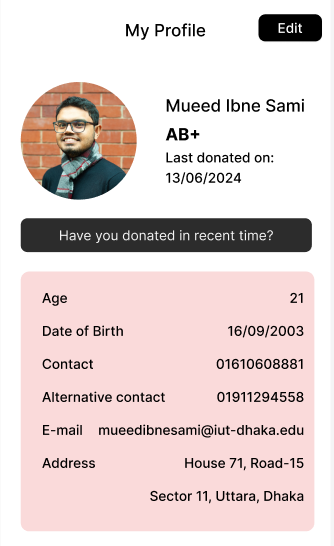 My Profile
Edit
Mueed Ibne Sami
AB+
Last donated on:
13/06/2024
Have you donated in recent time?
Age 21
Date of Birth 16/09/2003
Contact 01610608881
Alternative contact 01911294558
E-mail mueedibnesami@iut-dhaka.edu
Address House 71, Road-15
Sector 11, Uttara, Dhaka